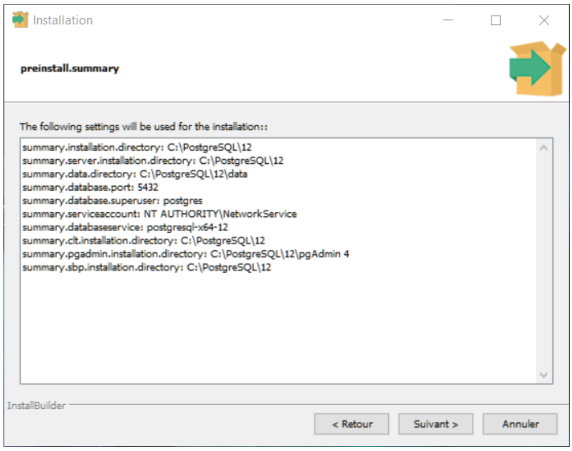 Installation
preinstall.summary
The following settings will be used for the installation::
summary.installation.directory: C:\PostgreSQL\12
summary.server.installation.directory: C:\PostgreSQL\12
summary.data.directory: C:\PostgreSQL\12\data
summary.database.port: 5432
summary.database.superuser: postgres
summary.serviceaccount: NT AUTHORITY\NetworkService
summary.databaseservice: postgresql-x64-12
summary.clt.installation.directory: C:\PostgreSQL\12
summary.pgadmin.installation.directory: C:\PostgreSQL\12\pgAdmin 4
summary.sbp.installation.directory: C:\PostgreSQL\12
InstallBuilder
< Retour Suivant > Annuler